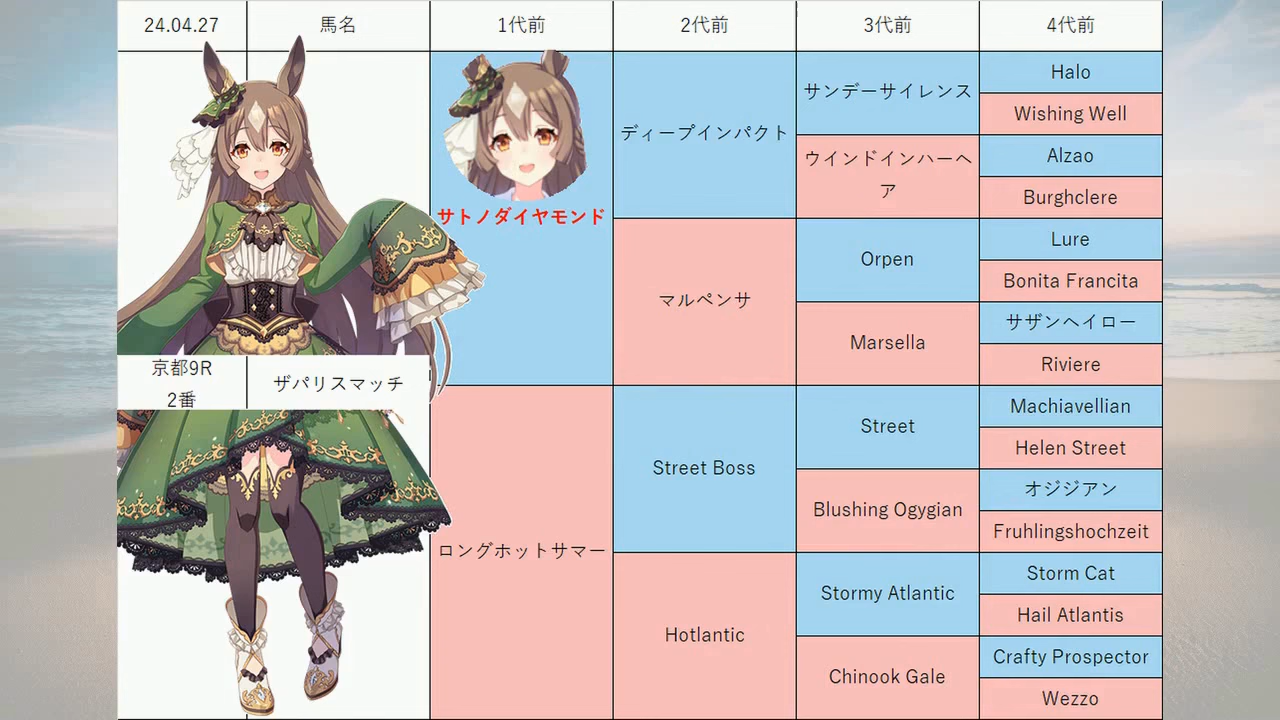 24.04.27
馬名
1代前
2代前
3代前
4代前
サトノダイヤモンド
京都9R
2番
ザパリスマッチ
ロングホットサマー
ディープインパクト
マルペンサ
Street Boss
Hotlantic
サンデーサイレンス
ウインドインハーヘ
ア
Orpen
Marsella
Street
Blushing Ogygian
Stormy Atlantic
Chinook Gale
Halo
Wishing Well
Alzao
Burghclere
Lure
Bonita Francita
サザンヘイロー
Riviere
Machiavellian
Helen Street
オジジアン
Fruhlingshochzeit
Storm Cat
Hail Atlantis
Crafty Prospector
Wezzo